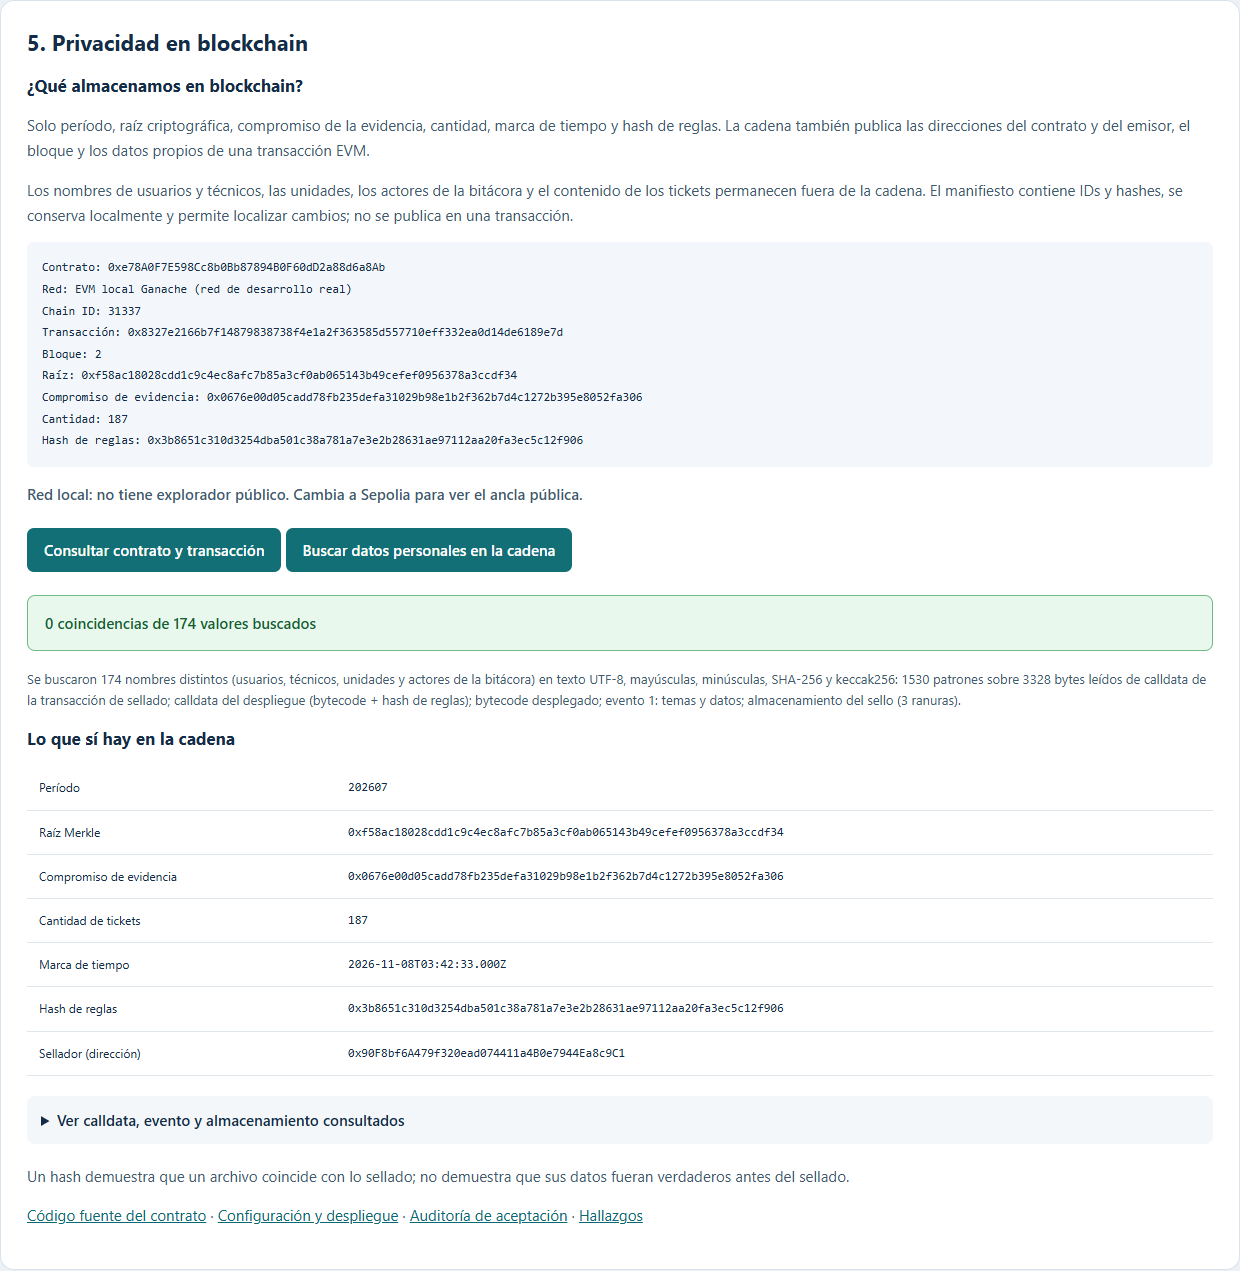 5. Privacidad en blockchain
¿Qué almacenamos en blockchain?
Solo período, raíz criptográfica, compromiso de la evidencia, cantidad, marca de tiempo y hash de reglas. La cadena también publica las direcciones del contrato y del emisor, el
bloque y los datos propios de una transacción EVM.
Los nombres de usuarios y técnicos, las unidades, los actores de la bitácora y el contenido de los tickets permanecen fuera de la cadena. El manifiesto contiene IDs y hashes, se
conserva localmente y permite localizar cambios; no se publica en una transacción.
Contrato: 0xe78A0F7E598Cc8b0Bb87894B0F60dD2a88d6a8Ab
Red: EVM local Ganache (red de desarrollo real)
Chain ID: 31337
Transacción: 0x8327e2166b7f14879838738f4e1a2f363585d557710eff332ea0d14de6189e7d
Bloque: 2
Raíz: 0xf58ac18028cdd1c9c4ec8afc7b85a3cf0ab065143b49cefef0956378a3ccdf34
Compromiso de evidencia: 0x0676e00d05cadd78fb235defa31029b98e1b2f362b7d4c1272b395e8052fa306
Cantidad: 187
Hash de reglas: 0x3b8651c310d3254dba501c38a781a7e3e2b28631ae97112aa20fa3ec5c12f906
Red local: no tiene explorador público. Cambia a Sepolia para ver el ancla pública.
Consultar contrato y transacción Buscar datos personales en la cadena
0 coincidencias de 174 valores buscados
Se buscaron 174 nombres distintos (usuarios, técnicos, unidades y actores de la bitácora) en texto UTF-8, mayúsculas, minúsculas, SHA-256 y keccak256: 1530 patrones sobre 3328 bytes leídos de calldata de
la transacción de sellado; calldata del despliegue (bytecode + hash de reglas); bytecode desplegado; evento 1: temas y datos; almacenamiento del sello (3 ranuras).
Lo que sí hay en la cadena
Período 202607
Raíz Merkle 0xf58ac18028cdd1c9c4ec8afc7b85a3cf0ab065143b49cefef0956378a3ccdf34
Compromiso de evidencia 0x0676e00d05cadd78fb235defa31029b98e1b2f362b7d4c1272b395e8052fa306
Cantidad de tickets 187
Marca de tiempo 2026-11-08T03:42:33.000Z
Hash de reglas 0x3b8651c310d3254dba501c38a781a7e3e2b28631ae97112aa20fa3ec5c12f906
Sellador (dirección) 0x90F8bf6A479f320ead074411a4B0e7944Ea8c9C1
Ver calldata, evento y almacenamiento consultados
Un hash demuestra que un archivo coincide con lo sellado; no demuestra que sus datos fueran verdaderos antes del sellado.
Código fuente del contrato · Configuración y despliegue · Auditoría de aceptación · Hallazgos